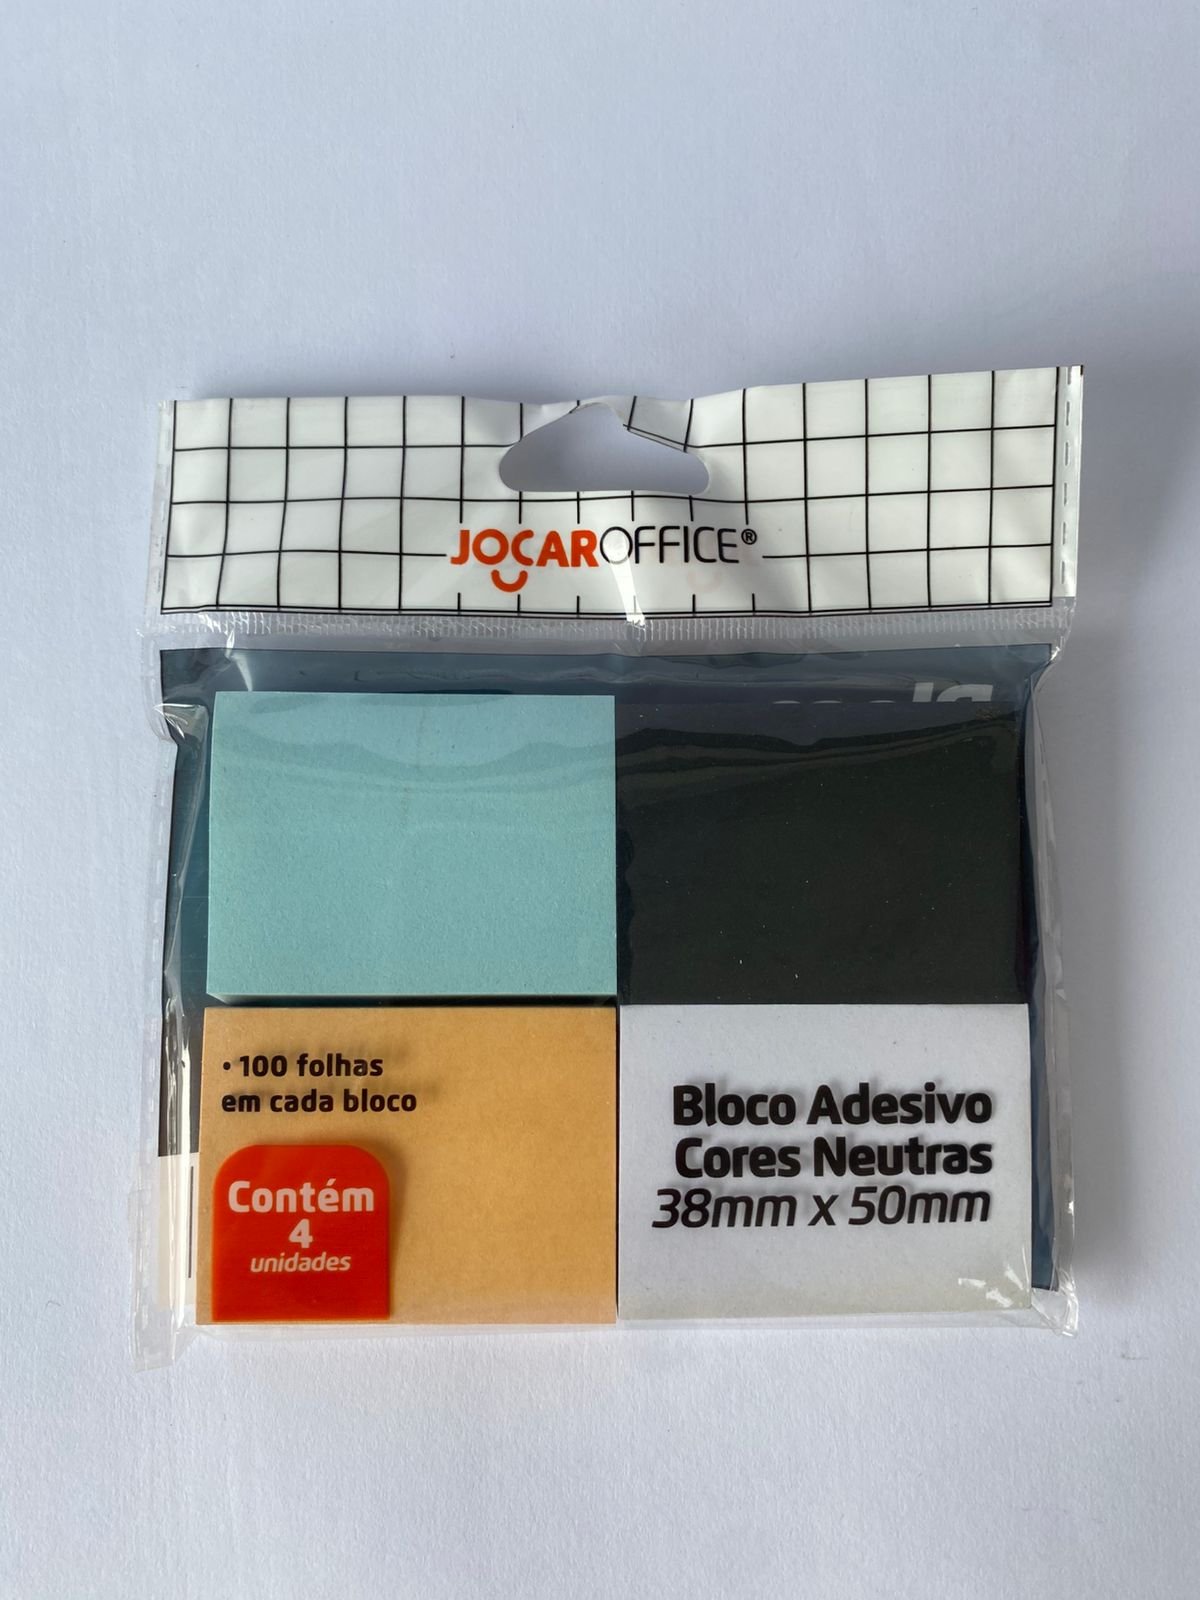 JOCAROFFICE®
• 100 folhas
em cada bloco
Contém
4
unidades
Bloco Adesivo
Cores Neutras
38mm x 50mm